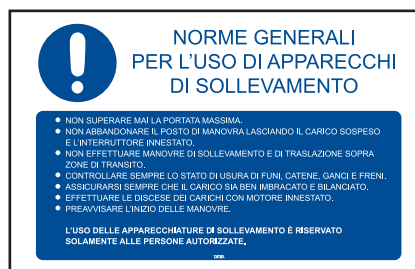 NORME GENERALI
PER L'USO DI APPARECCHI
DI SOLLEVAMENTO
• NON SUPERARE MAI LA PORTATA MASSIMA.
• NON ABBANDONARE IL POSTO DI MANOVRA LASCIANDO IL CARICO SOSPESO
E L'INTERRUTTORE INNESTATO.
• NON EFFETTUARE MANOVRE DI SOLLEVAMENTO E DI TRASLAZIONE SOPRA
ZONE DI TRANSITO.
• CONTROLLARE SEMPRE LO STATO DI USURA DI FUNI, CATENE, GANCI E FRENI.
• ASSICURARSI SEMPRE CHE IL CARICO SIA BEN IMBRACATO E BILANCIATO.
• EFFETTUARE LE DISCESE DEI CARICHI CON MOTORE INNESTATO.
• PREAVVISARE L'INIZIO DELLE MANOVRE.
L'USO DELLE APPARECCHIATURE DI SOLLEVAMENTO È RISERVATO
SOLAMENTE ALLE PERSONE AUTORIZZATE.